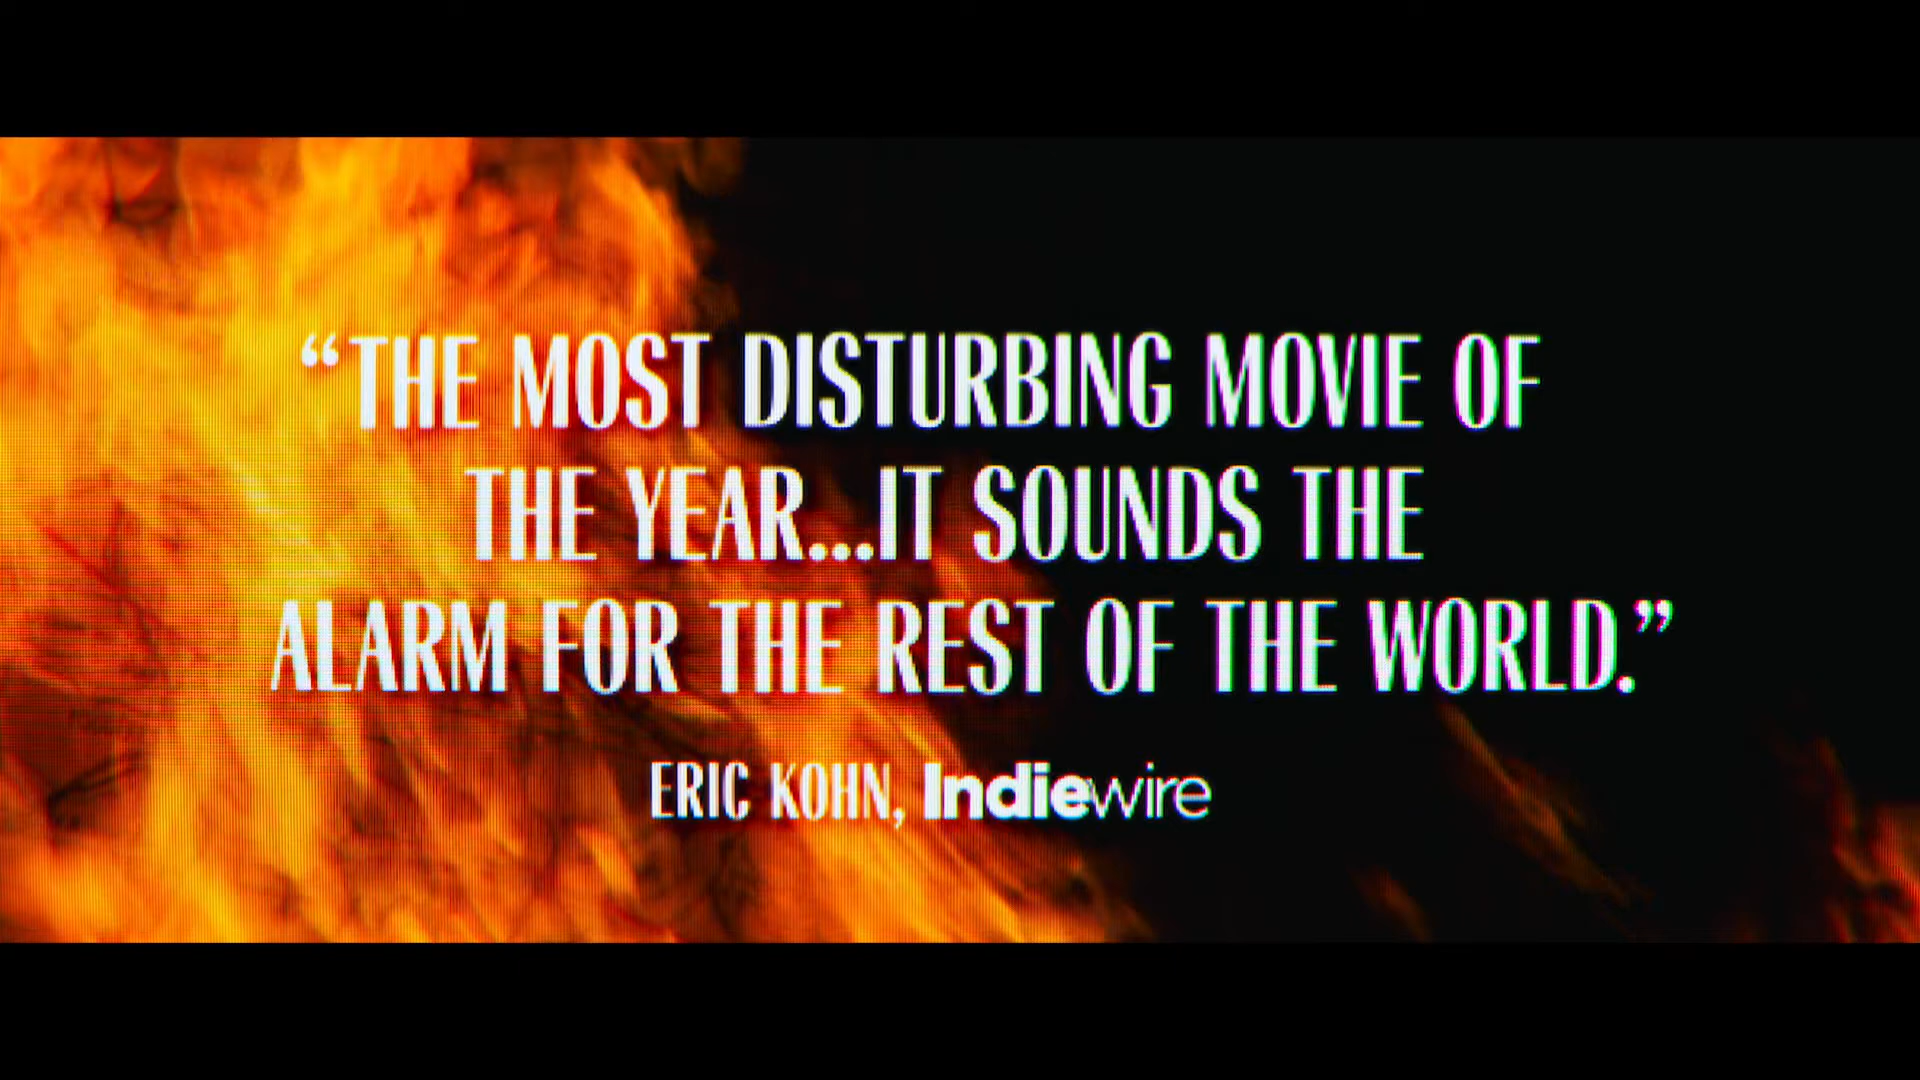 “THE MOST DISTURBING MOVIE OF
THE YEAR...IT SOUNDS THE
ALARM FOR THE REST OF THE WORLD.”
ERIC KOHN, Indiewire